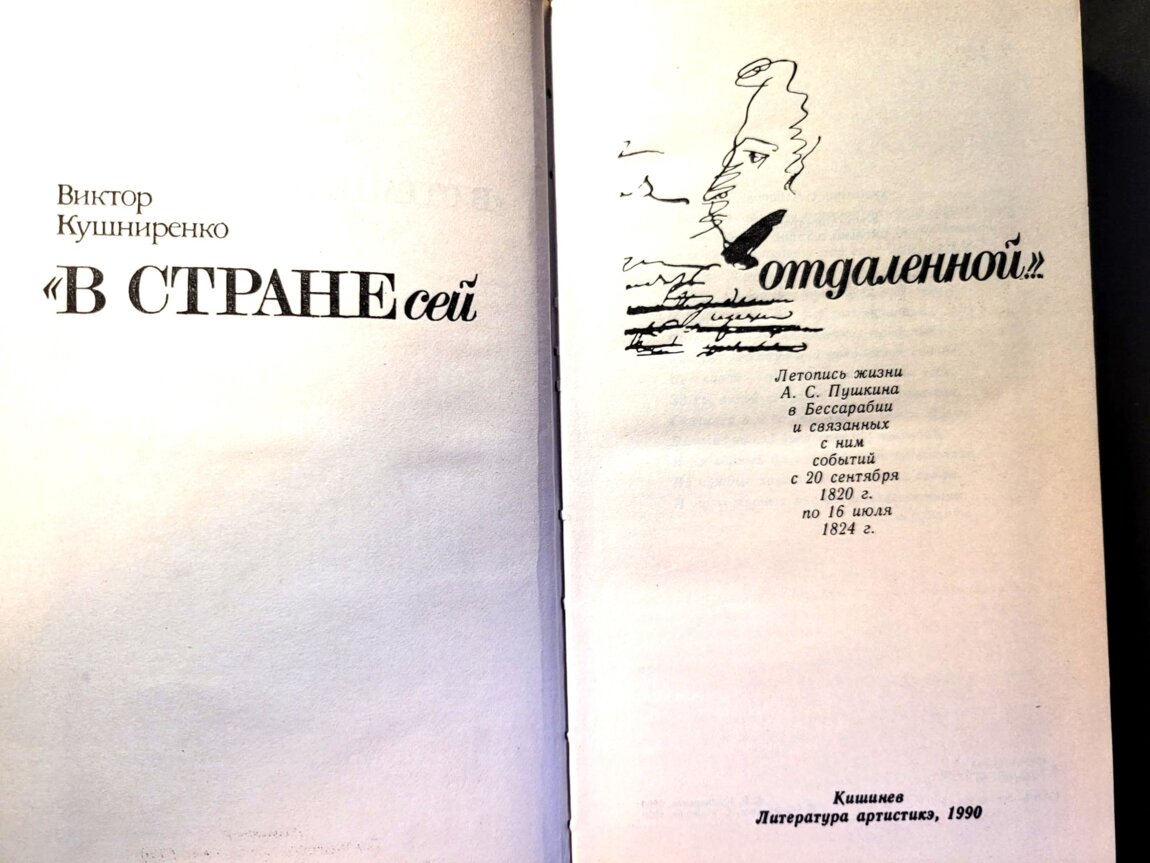 Виктор
Кушниренко
«В СТРАНЕ сей
отдаленной...»
Летопись жизни
А. С. Пушкина
в Бессарабии
и связанных
с ним
событий
с 20 сентября
1820 г.
по 16 июля
1824 г.
Кишинев
Литература артистикэ, 1990